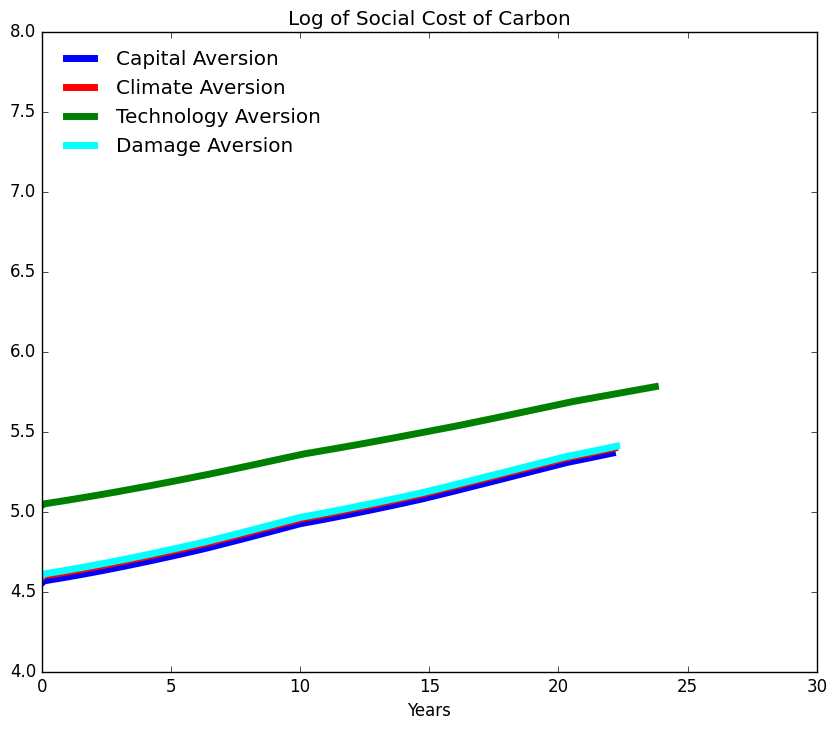 Log of Social Cost of Carbon
8.0
7.5
7.0
6.5
6.0
5.5
5.0
4.5
4.0
Capital Aversion
Climate Aversion
Technology Aversion
Damage Aversion
0 5 10 15 20 25 30
Years